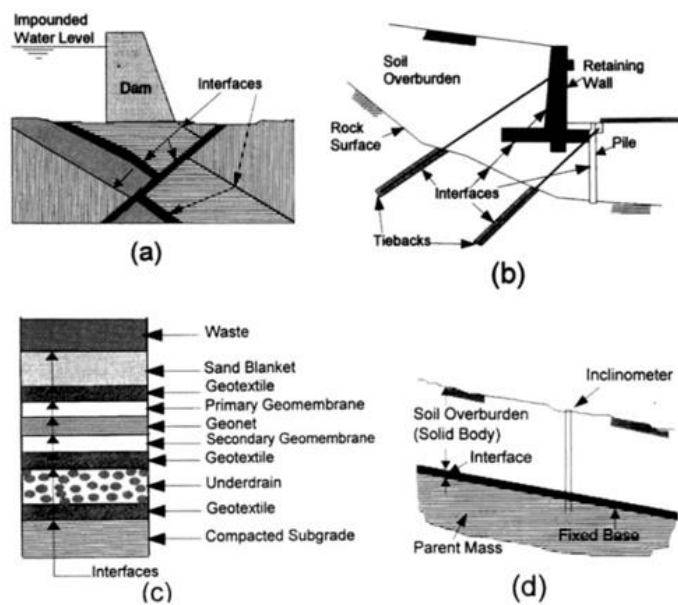 Impounded
Water Level
Dam
Interfaces
(a)
Soil
Overburden
Retaining
Wall
Rock
Surface
Pile
Interfaces
Tiebacks
(b)
Waste
Sand Blanket
Geotextile
Primary Geomembrane
Geonet
Secondary Geomembrane
Geotextile
Underdrain
Geotextile
Compacted Subgrade
Interfaces
(c)
Inclinometer
Soil Overburden
(Solid Body)
Interface
Parent Mass
Fixed Base
(d)